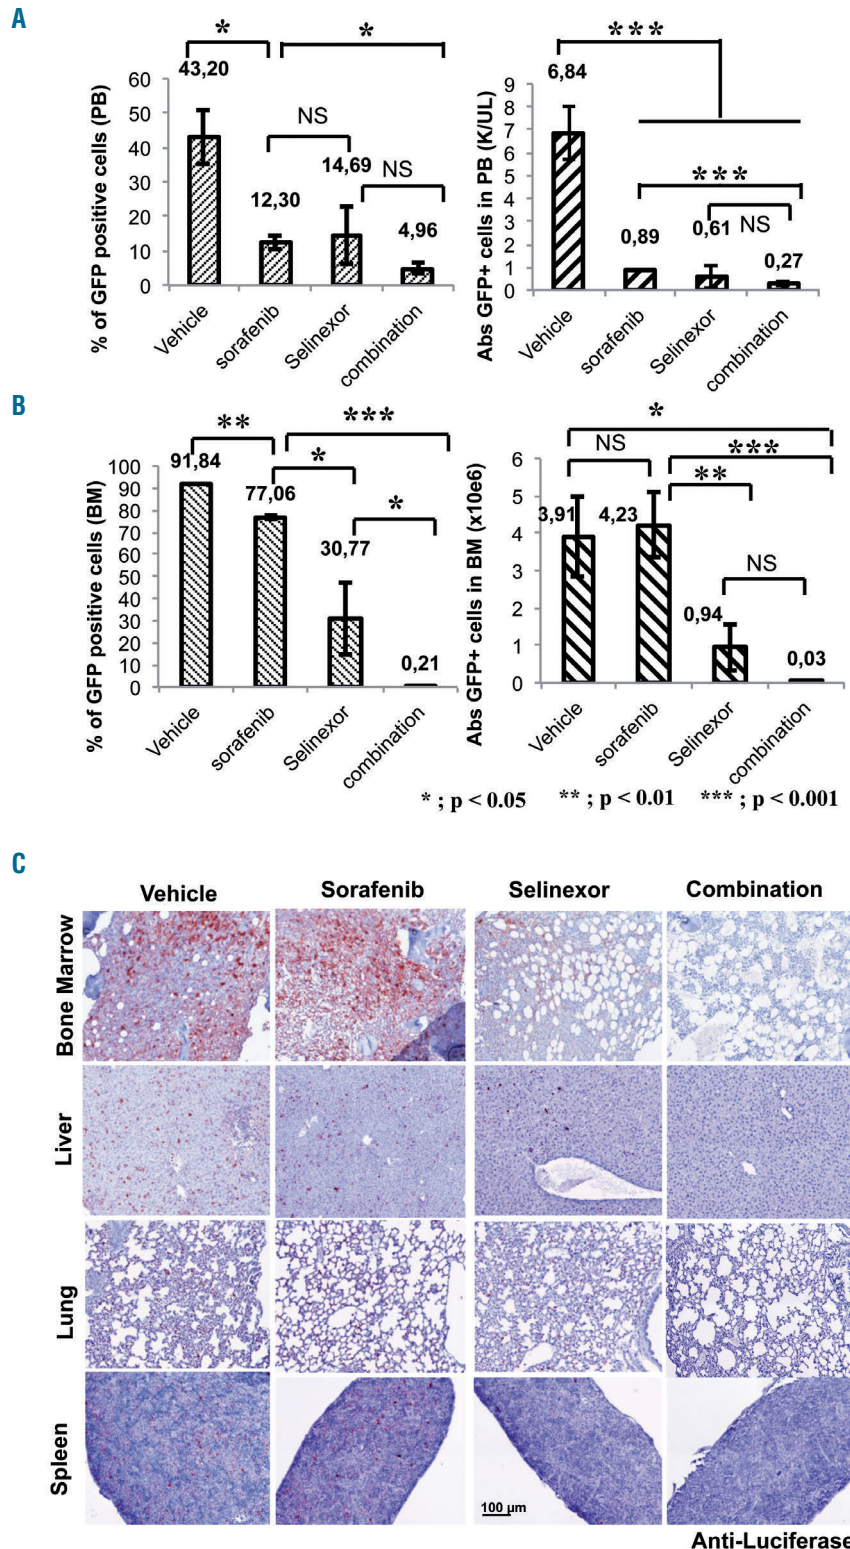 A
* * ***
43,20 6,84
% of GFP positive cells (PB)
60
50
40
30
20
10
0
NS
14,69 NS
12,30
4,96
Vehicle
sorafenib
Selinexor
combination
Abs GFP+ cells in PB (K/UL)
9
8
7
6
5
4
3
2
1
0
***
0,89
0,61 NS
0,27
Vehicle
sorafenib
Selinexor
combination
B
** ***
91,84
*
77,06
*
30,77
0,21
% of GFP positive cells (BM)
100
90
80
70
60
50
40
30
20
10
0
Vehicle
sorafenib
Selinexor
combination
*
NS ***
**
3,91 4,23
NS
0,94
0,03
Abs GFP+ cells in BM (x10e6)
6
5
4
3
2
1
0
Vehicle
sorafenib
Selinexor
combination
* ; p < 0.05 ** ; p < 0.01 *** ; p < 0.001
C
Vehicle Sorafenib Selinexor Combination
Bone Marrow
Liver
Lung
Spleen
100 µm
Anti-Luciferase